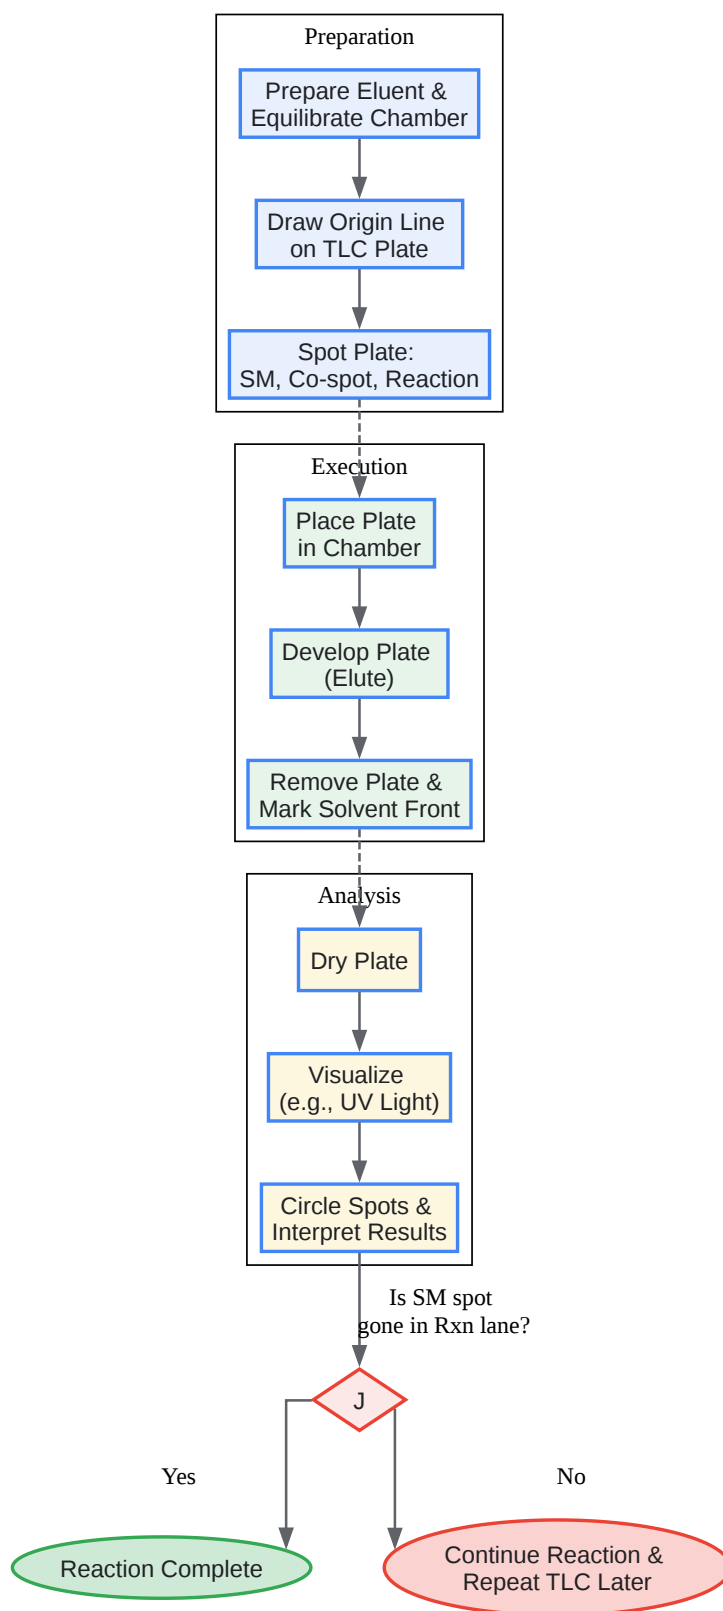 Preparation
Prepare Eluent &
Equilibrate Chamber
Draw Origin Line
on TLC Plate
Spot Plate:
SM, Co-spot, Reaction
Execution
Place Plate
in Chamber
Develop Plate
(Elute)
Remove Plate &
Mark Solvent Front
Analysis
Dry Plate
Visualize
(e.g., UV Light)
Circle Spots &
Interpret Results
Is SM spot
gone in Rxn lane?
J
Yes
No
Reaction Complete
Continue Reaction &
Repeat TLC Later